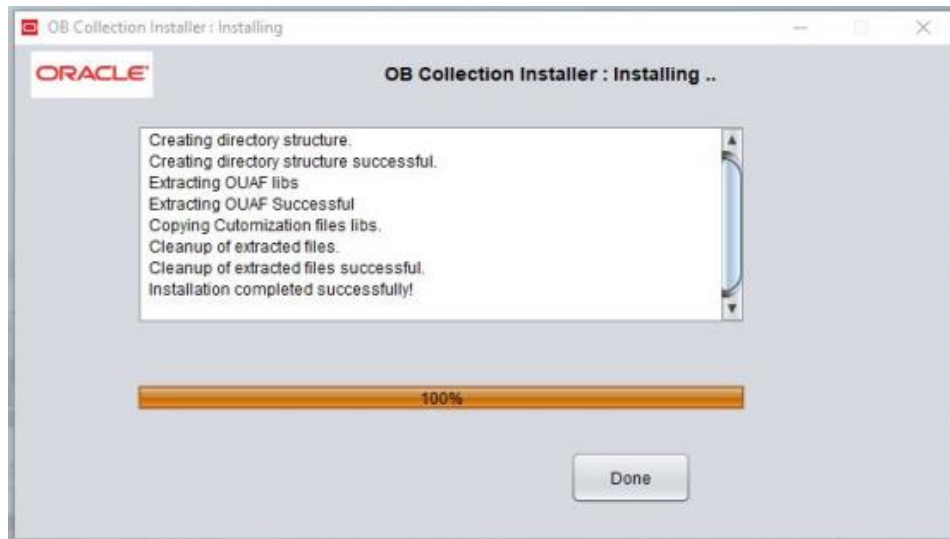 OB Collection Installer : Installing
ORACLE
OB Collection Installer : Installing ..
Creating directory structure.
Creating directory structure successful.
Extracting OUAF libs
Extracting OUAF Successful
Copying Cutomization files libs.
Cleanup of extracted files.
Cleanup of extracted files successful.
Installation completed successfully!
100%
Done